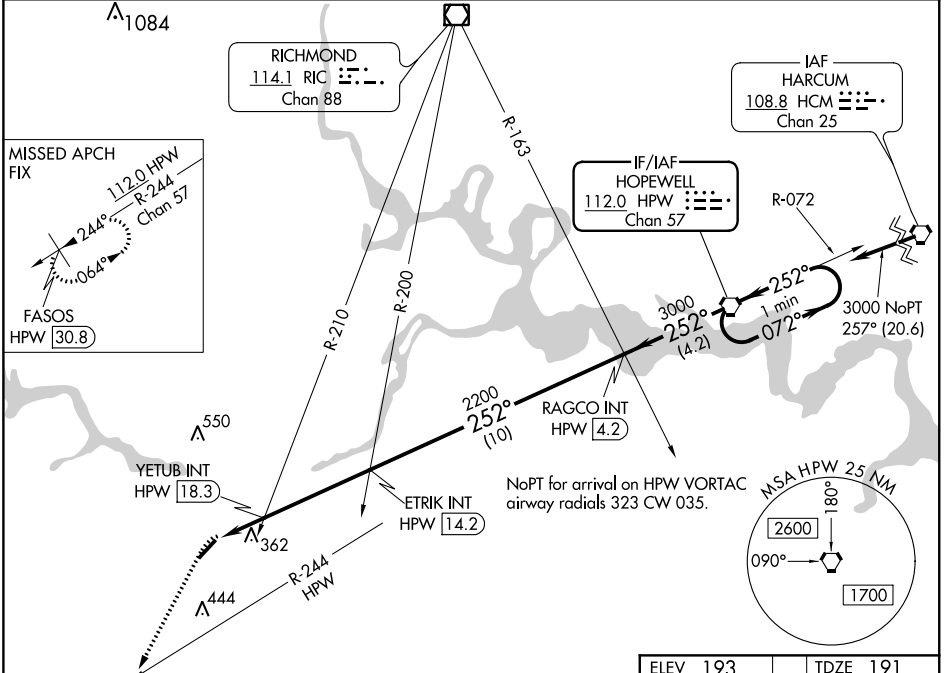 1084
RICHMOND
114.1 RIC
Chan 88
IAF
HARCUM
108.8 HCM
Chan 25
MISSED APCH
FIX
112.0 HPW
R-244
Chan 57
244°
064°
FASOS
HPW 30.8
R-163
IF/IAF
HOPEWELL
112.0 HPW
Chan 57
R-072
252°
1 min
072°
3000 NoPT
257° (20.6)
3000
252°
(4.2)
R-210
R-200
RAGCO INT
HPW 4.2
2200
252°
(10)
550
YETUB INT
HPW 18.3
ETRIK INT
HPW 14.2
362
NoPT for arrival on HPW VORTAC
airway radials 323 CW 035.
R-244
HPW
444
MSA HPW 25 NM
180°
2600
090°
1700
ELEV 193
TDZE 191